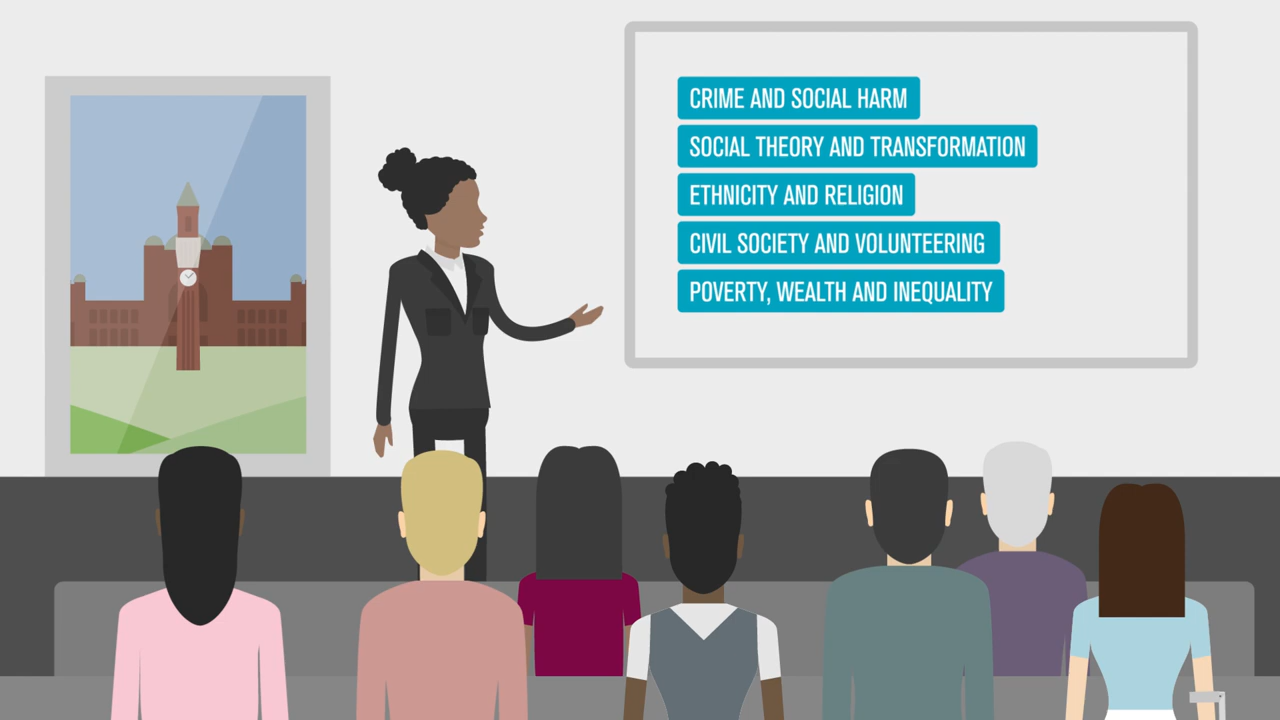 CRIME AND SOCIAL HARM
SOCIAL THEORY AND TRANSFORMATION
ETHNICITY AND RELIGION
CIVIL SOCIETY AND VOLUNTEERING
POVERTY, WEALTH AND INEQUALITY